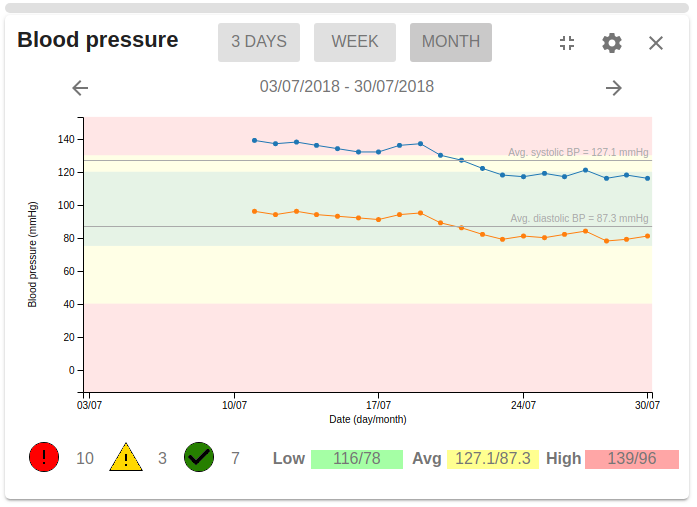 Blood pressure
3 DAYS
WEEK
MONTH
03/07/2018 - 30/07/2018
140
120
100
80
60
40
20
0
Blood pressure (mmHg)
Avg. systolic BP = 127.1 mmHg
Avg. diastolic BP = 87.3 mmHg
03/07 10/07 17/07 24/07 30/07
Date (day/month)
! 10 ! 3 7 Low 116/78 Avg 127.1/87.3 High 139/96